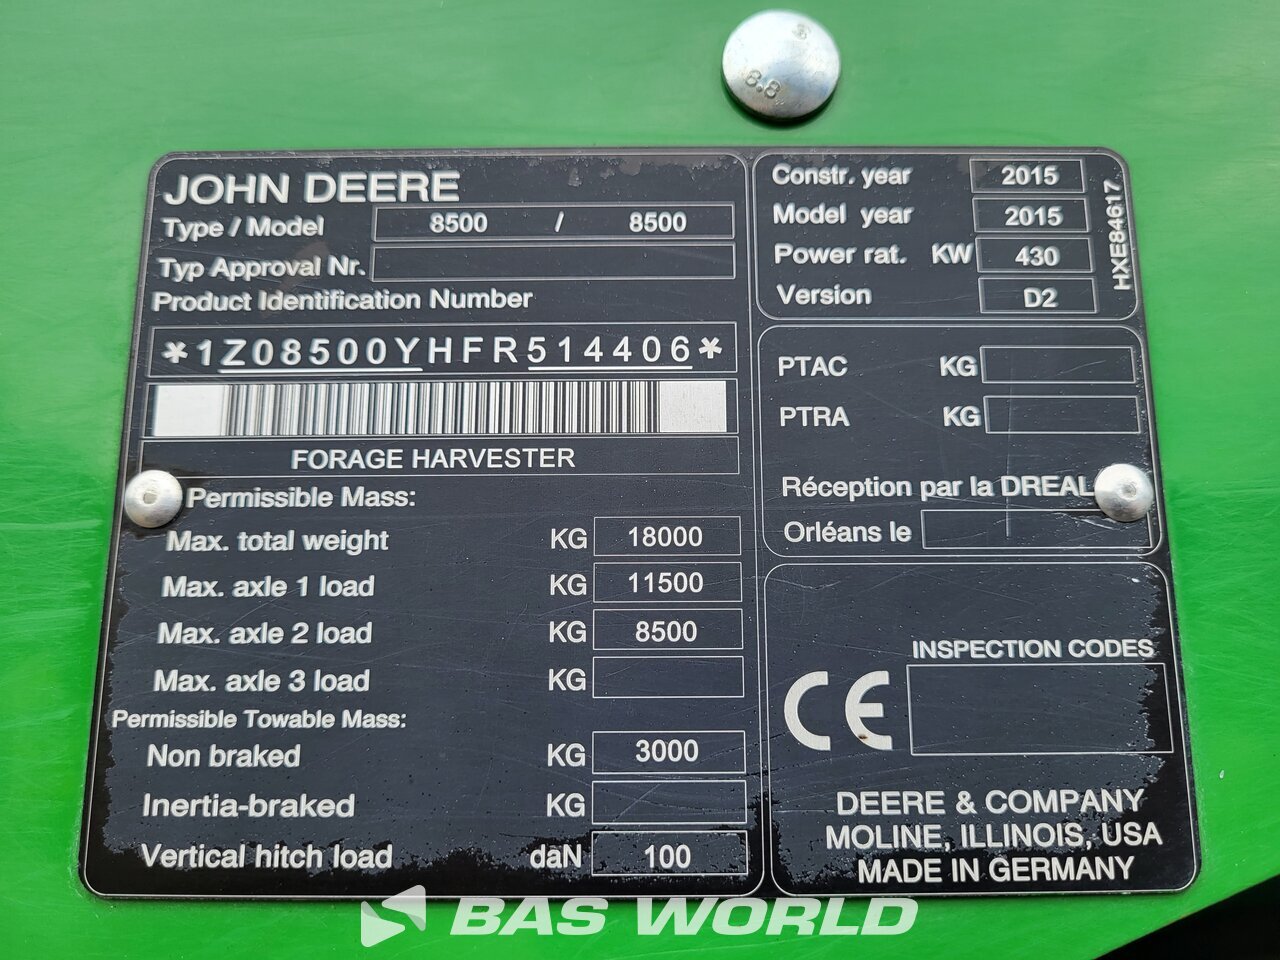 8
8.8
JOHN DEERE
Type / Model 8500 / 8500
Typ Approval Nr.
Product Identification Number
*1Z08500YHFR514406*
FORAGE HARVESTER
Permissible Mass:
Max. total weight KG 18000
Max. axle 1 load KG 11500
Max. axle 2 load KG 8500
Max. axle 3 load KG
Permissible Towable Mass:
Non braked KG 3000
Inertia-braked KG
Vertical hitch load daN 100
Constr. year 2015
Model year 2015
Power rat. KW 430
Version D2
HXE84617
PTAC KG
PTRA KG
Réception par la DREAL
Orléans le
INSPECTION CODES
CE
DEERE & COMPANY
MOLINE, ILLINOIS, USA
MADE IN GERMANY
BAS WORLD